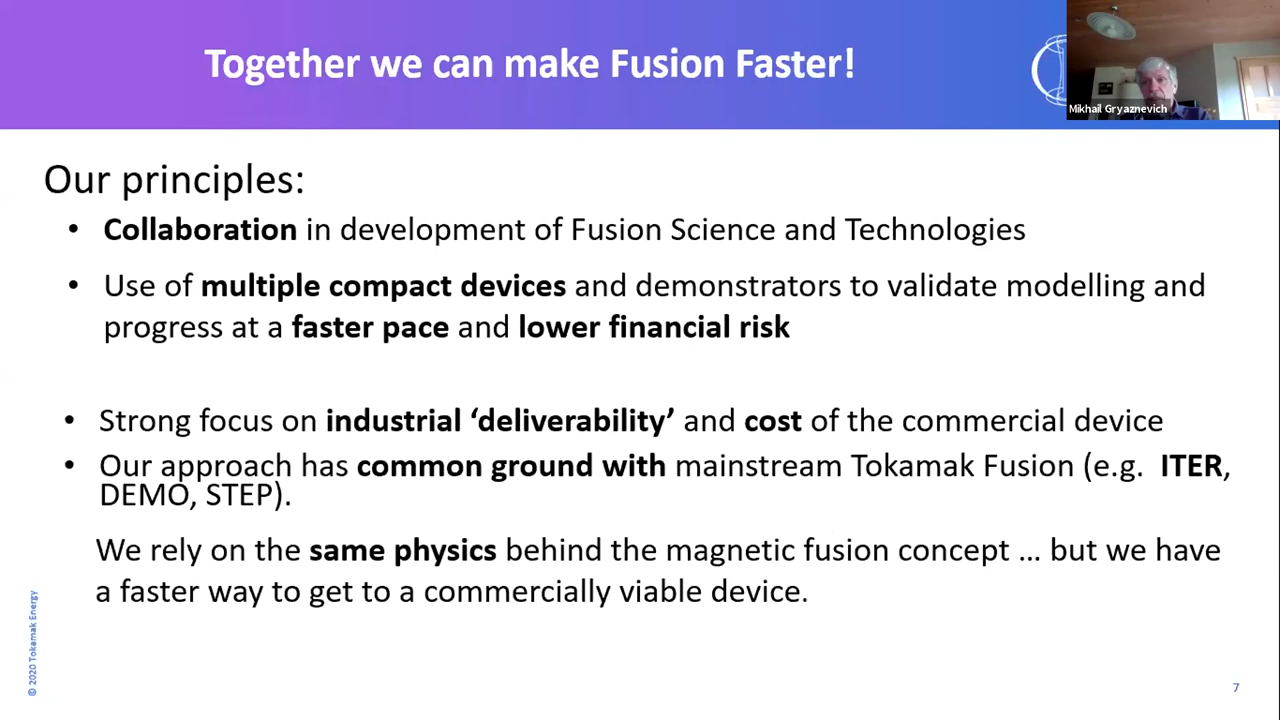 Together we can make Fusion Faster!
Mikhail Gryaznevich
Our principles:
• Collaboration in development of Fusion Science and Technologies
• Use of multiple compact devices and demonstrators to validate modelling and
progress at a faster pace and lower financial risk
• Strong focus on industrial ‘deliverability’ and cost of the commercial device
• Our approach has common ground with mainstream Tokamak Fusion (e.g. ITER,
DEMO, STEP).
We rely on the same physics behind the magnetic fusion concept … but we have
a faster way to get to a commercially viable device.
© 2020 Tokamak Energy
7